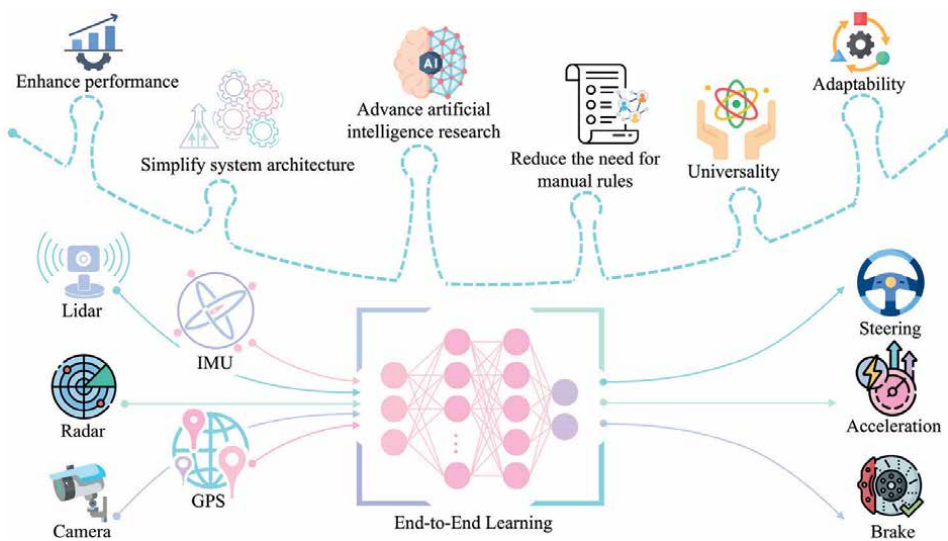 Enhance performance
Simplify system architecture
AI
Advance artificial
intelligence research
Reduce the need for
manual rules
Universality
Adaptability
Lidar
IMU
Radar
GPS
Camera
End-to-End Learning
Steering
Acceleration
Brake